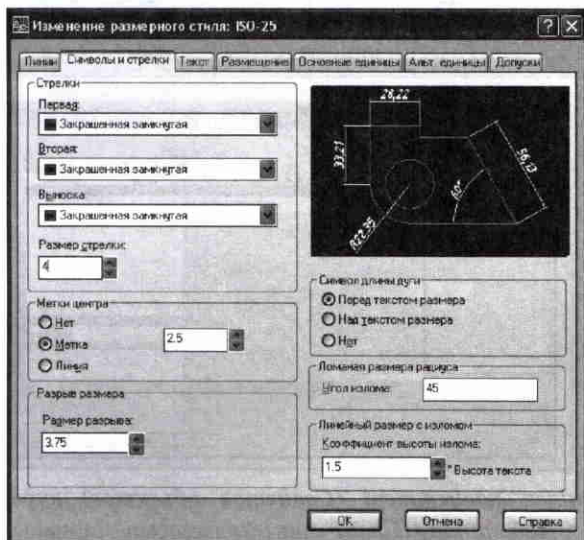 Изменение размерного стиля: ISO-25
Линии Символы и стрелки Текст Размещение Основные единицы Альт. единицы Допуски
Стрелки
Первая:
Закрашенная замкнутая
Вторая:
Закрашенная замкнутая
Выноска:
Закрашенная замкнутая
Размер стрелки:
4
Метки центра
Нет
Метка
2.5
Линия
Разрыв размера
Размер разрыва:
3.75
28,22
33,21
56,13
60°
R22,35
Символ длины дуги
Перед текстом размера
Над текстом размера
Нет
Ломаная размера радиуса
Угол излома:
45
Линейный размер с изломом
Коэффициент высоты излома:
1.5
* Высота текста
OK Отмена Справка